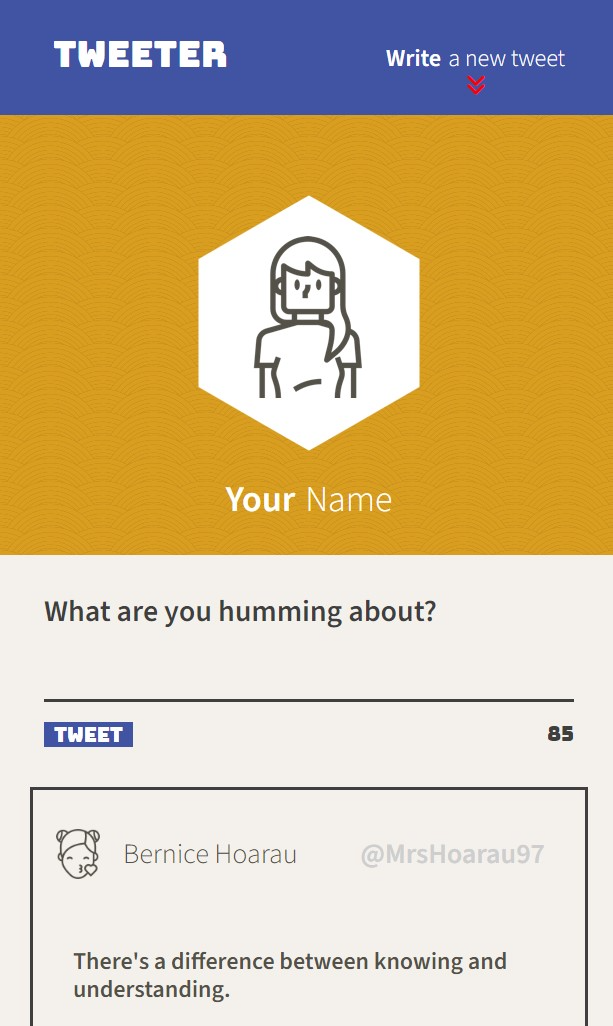 TWEETER
Write a new tweet
Your Name
What are you humming about?
TWEET
85
Bernice Hoarau
@MrsHoarau97
There's a difference between knowing and
understanding.